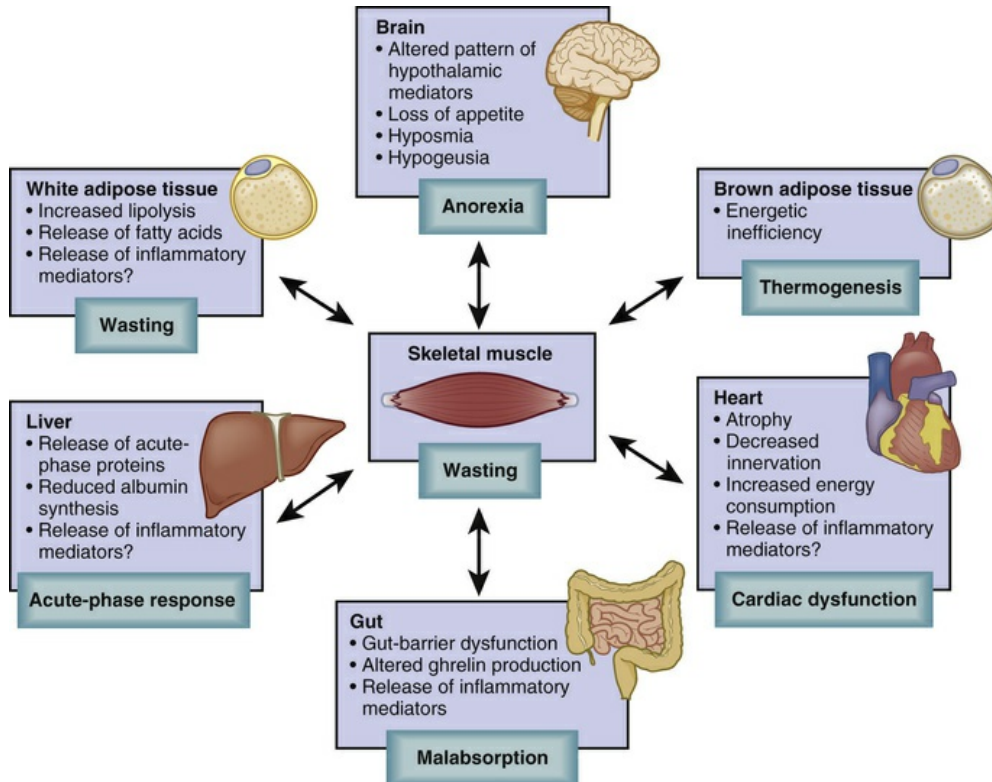 Brain
• Altered pattern of
hypothalamic
mediators
• Loss of appetite
• Hyposmia
• Hypogeusia
Anorexia
White adipose tissue
• Increased lipolysis
• Release of fatty acids
• Release of inflammatory
mediators?
Wasting
Brown adipose tissue
• Energetic
inefficiency
Thermogenesis
Skeletal muscle
Wasting
Liver
• Release of acute-
phase proteins
• Reduced albumin
synthesis
• Release of inflammatory
mediators?
Acute-phase response
Heart
• Atrophy
• Decreased
innervation
• Increased energy
consumption
• Release of inflammatory
mediators?
Cardiac dysfunction
Gut
• Gut-barrier dysfunction
• Altered ghrelin production
• Release of inflammatory
mediators
Malabsorption